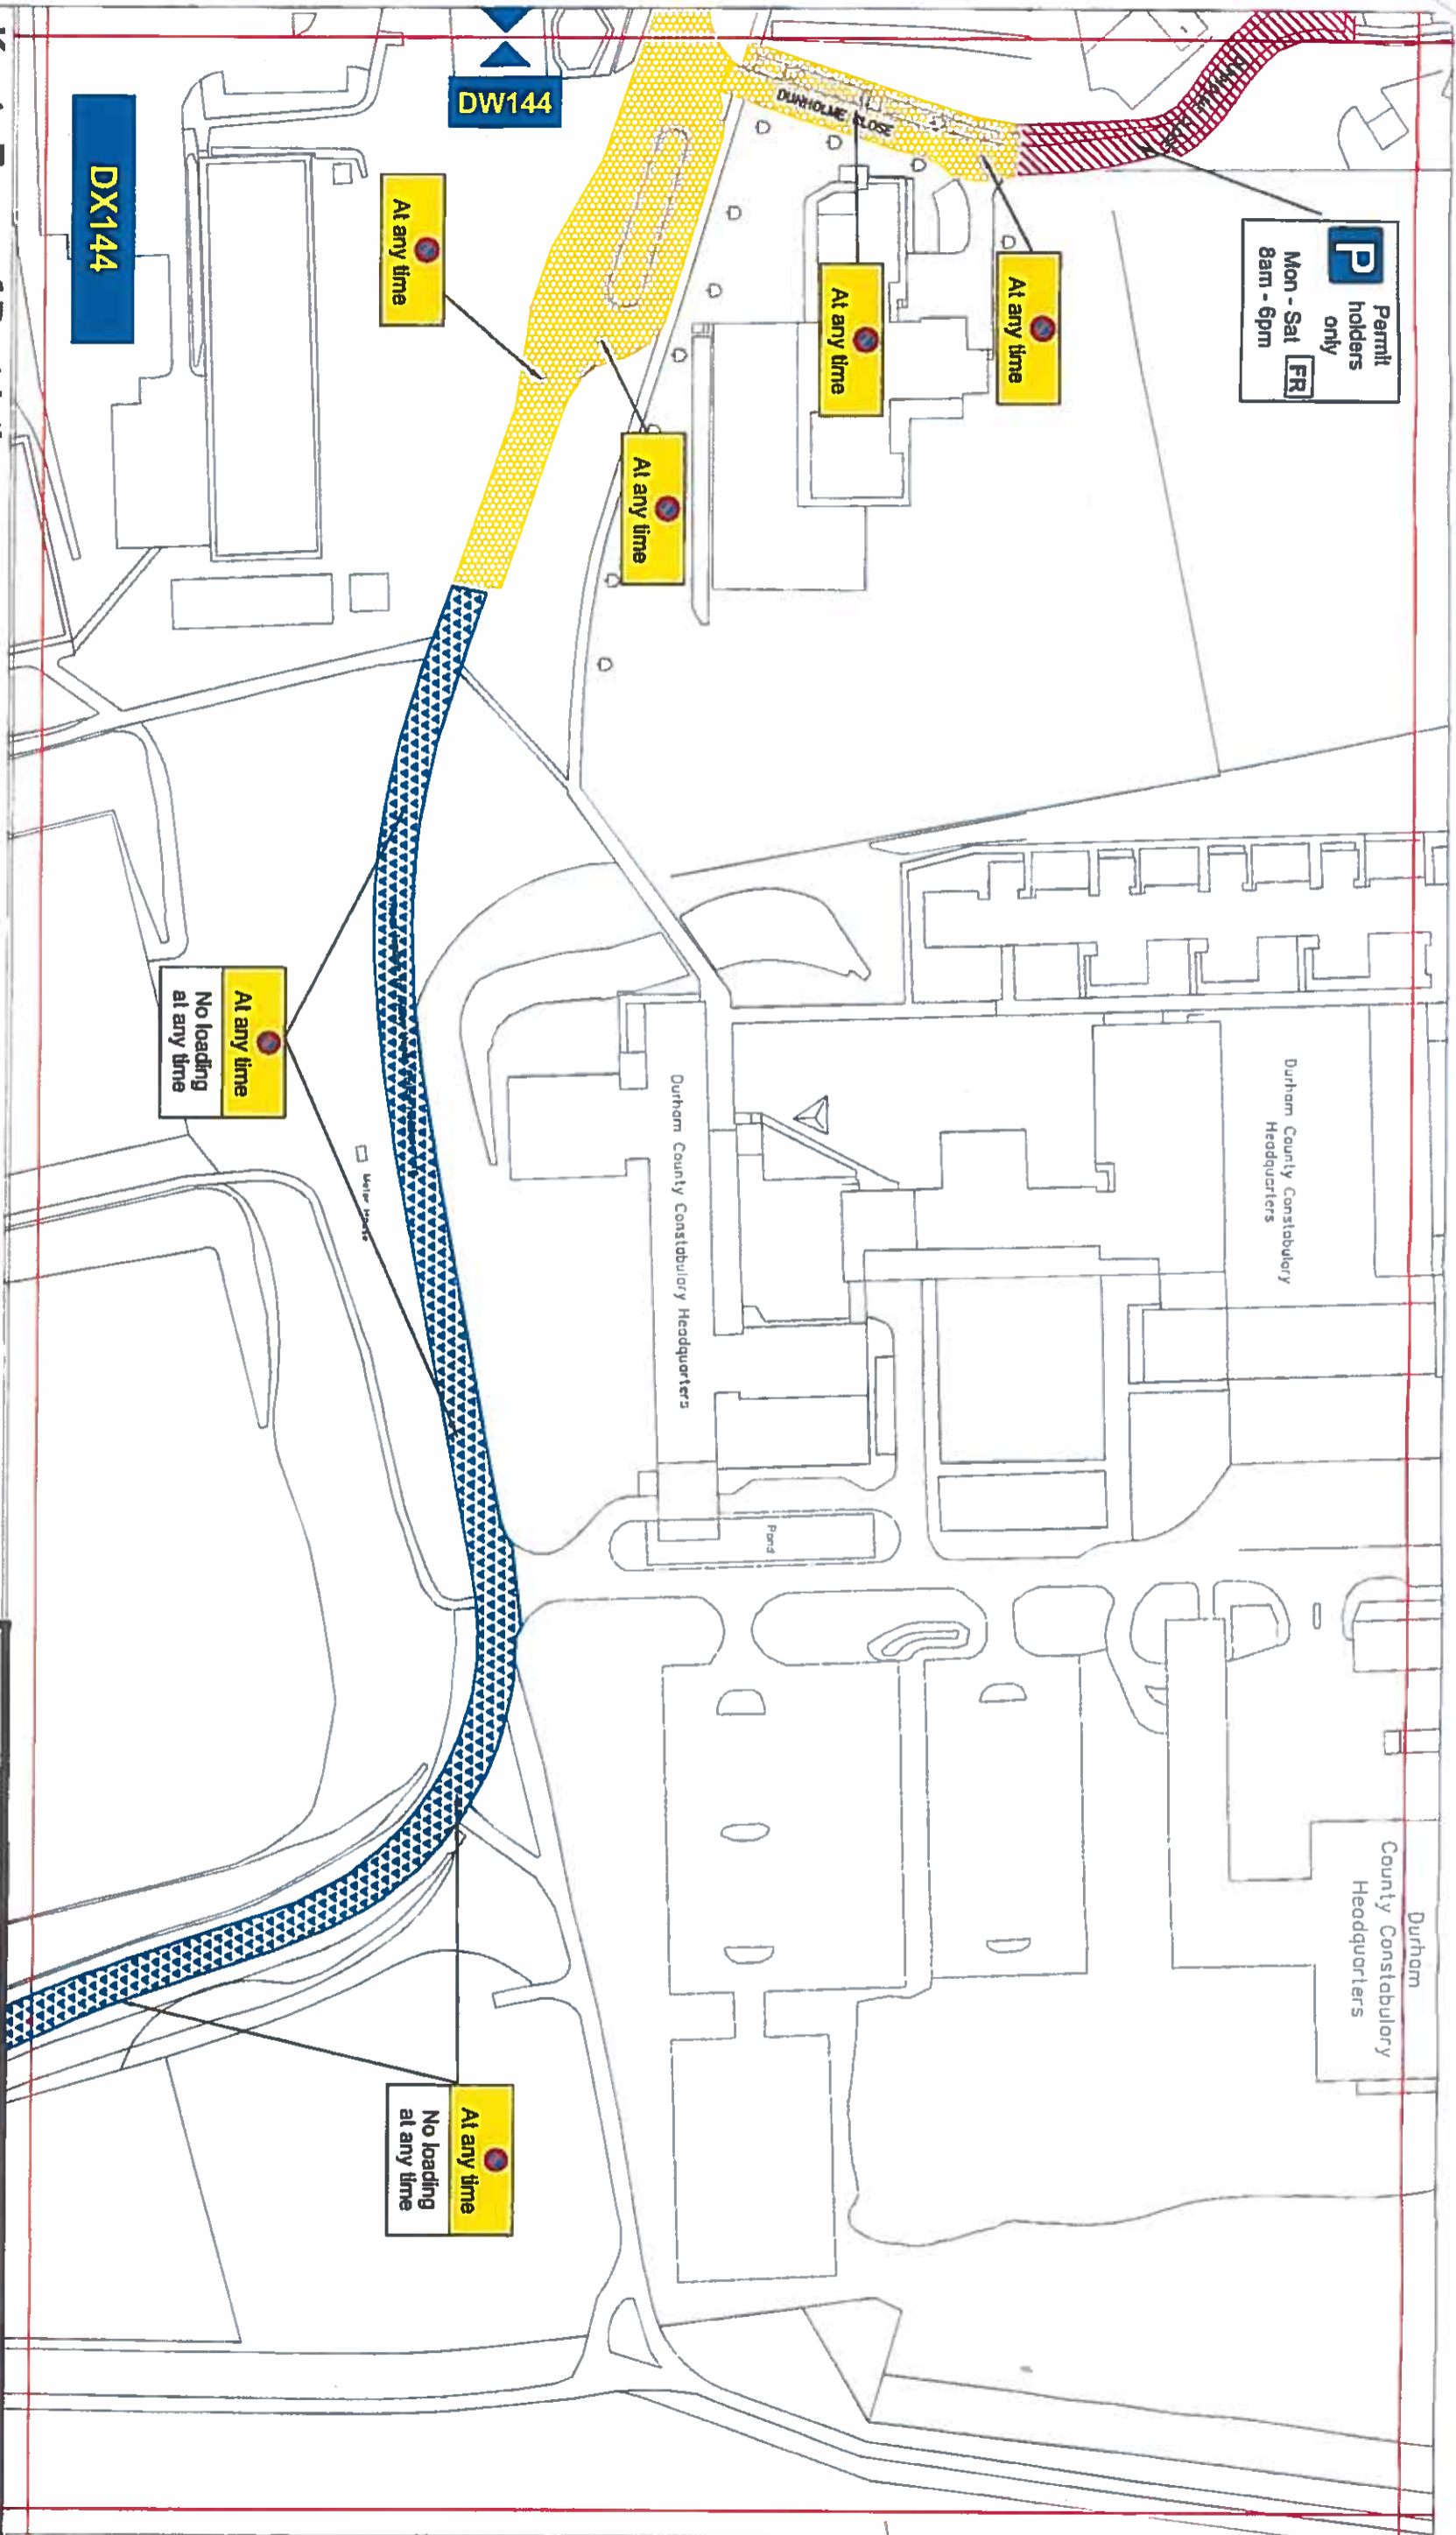 Permit
holders
only
P
Mon - Sat FR
8am - 6pm
DUNHOLME CLOSE
At any time
At any time
At any time
At any time
DW144
DX144
At any time
No loading
at any time
At any time
No loading
at any time
Durham County Constabulary
Headquarters
Durham County Constabulary Headquarters
Durham
County Constabulary
Headquarters
Pond